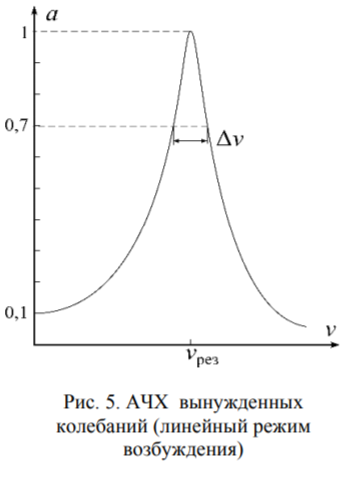 a
1
0,7
Δν
0,1
ν
νрез
Рис. 5. АЧХ вынужденных
колебаний (линейный режим
возбуждения)